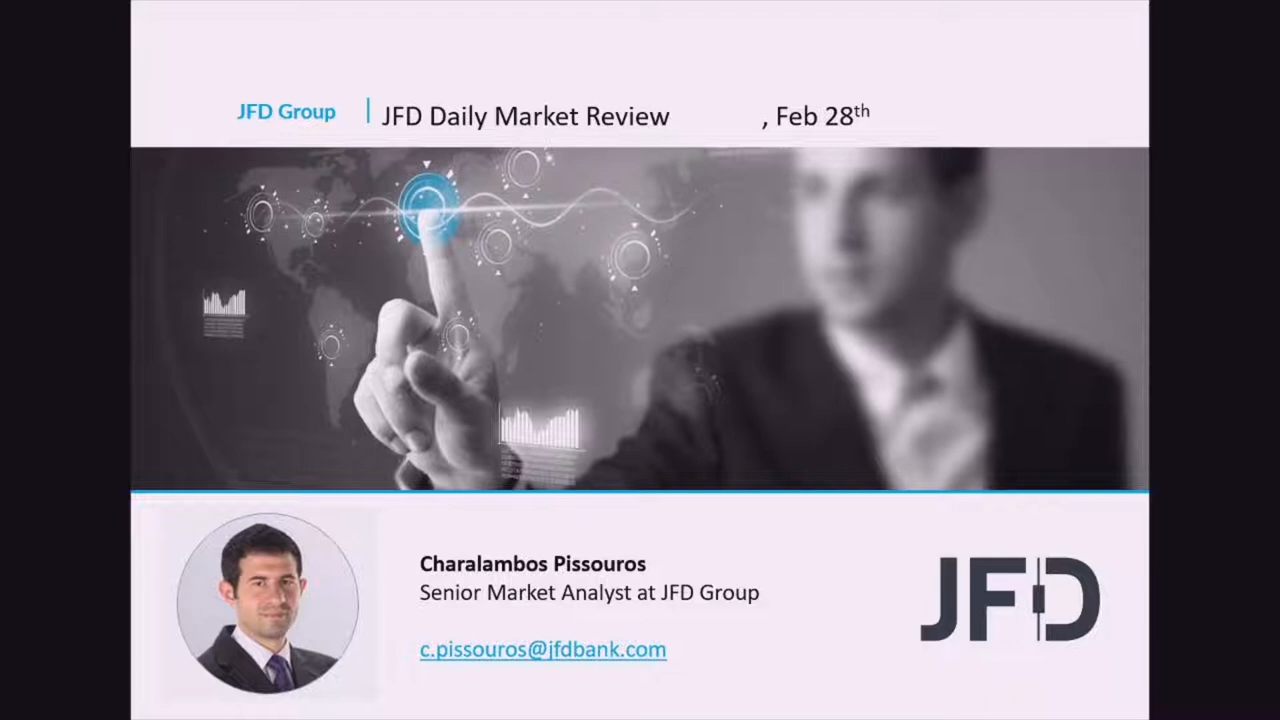 JFD Group
JFD Daily Market Review , Feb 28th
Charalambos Pissouros
Senior Market Analyst at JFD Group
c.pissouros@jfdbank.com
JFD